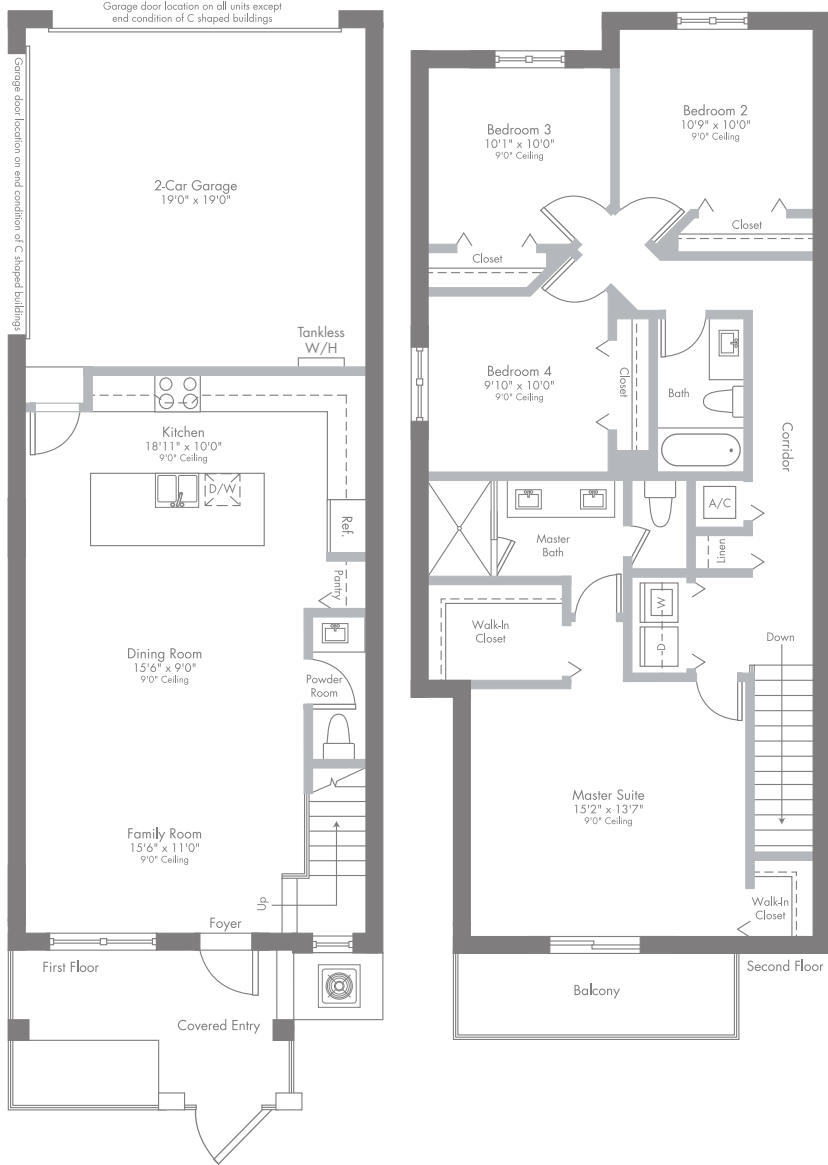 Garage door location on all units except
end condition of C shaped buildings
Garage door location on end condition of C shaped buildings
2-Car Garage
19'0" x 19'0"
Tankless
W/H
Kitchen
18'11" x 10'0"
9'0" Ceiling
D/W
Ref.
Pantry
Dining Room
15'6" x 9'0"
9'0" Ceiling
Powder
Room
Family Room
15'6" x 11'0"
9'0" Ceiling
Up
Foyer
First Floor
Covered Entry
Bedroom 3
10'1" x 10'0"
9'0" Ceiling
Bedroom 2
10'9" x 10'0"
9'0" Ceiling
Closet
Closet
Bedroom 4
9'10" x 10'0"
9'0" Ceiling
Closet
Bath
Corridor
Master
Bath
A/C
Linen
Walk-In
Closet
W
D
Down
Master Suite
15'2" x 13'7"
9'0" Ceiling
Walk-In
Closet
Second Floor
Balcony